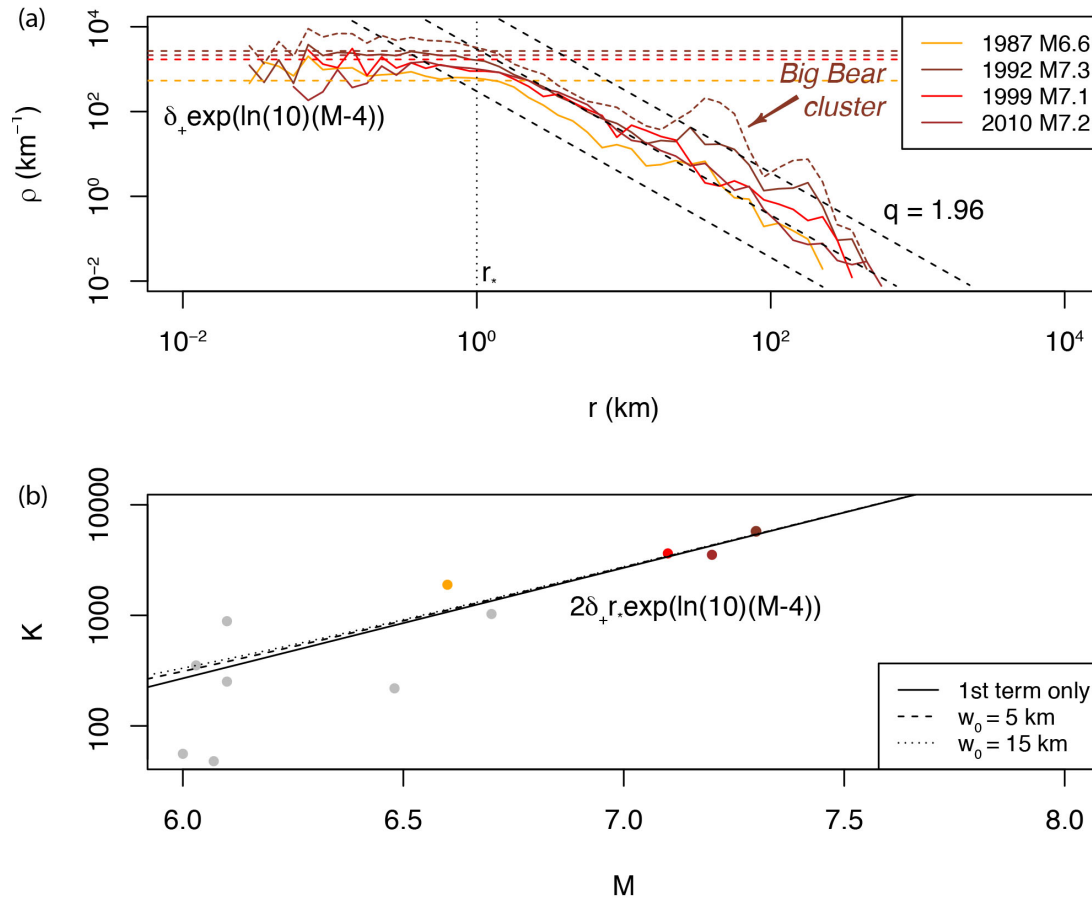 (a)
ρ (km⁻¹)
10⁴
10²
10⁰
10⁻²
δ₊exp(ln(10)(M-4))
r*
Big Bear
cluster
q = 1.96
1987 M6.6
1992 M7.3
1999 M7.1
2010 M7.2
10⁻²
10⁰
10²
10⁴
r (km)
(b)
K
10000
1000
100
2δ₊r*exp(ln(10)(M-4))
1st term only
w₀ = 5 km
w₀ = 15 km
6.0
6.5
7.0
7.5
8.0
M